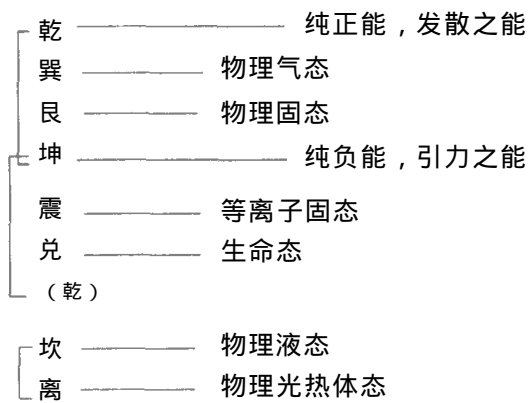 乾 纯正能，发散之能
巽 物理气态
艮 物理固态
坤 纯负能，引力之能
震 等离子固态
兑 生命态
（乾）
坎 物理液态
离 物理光热体态